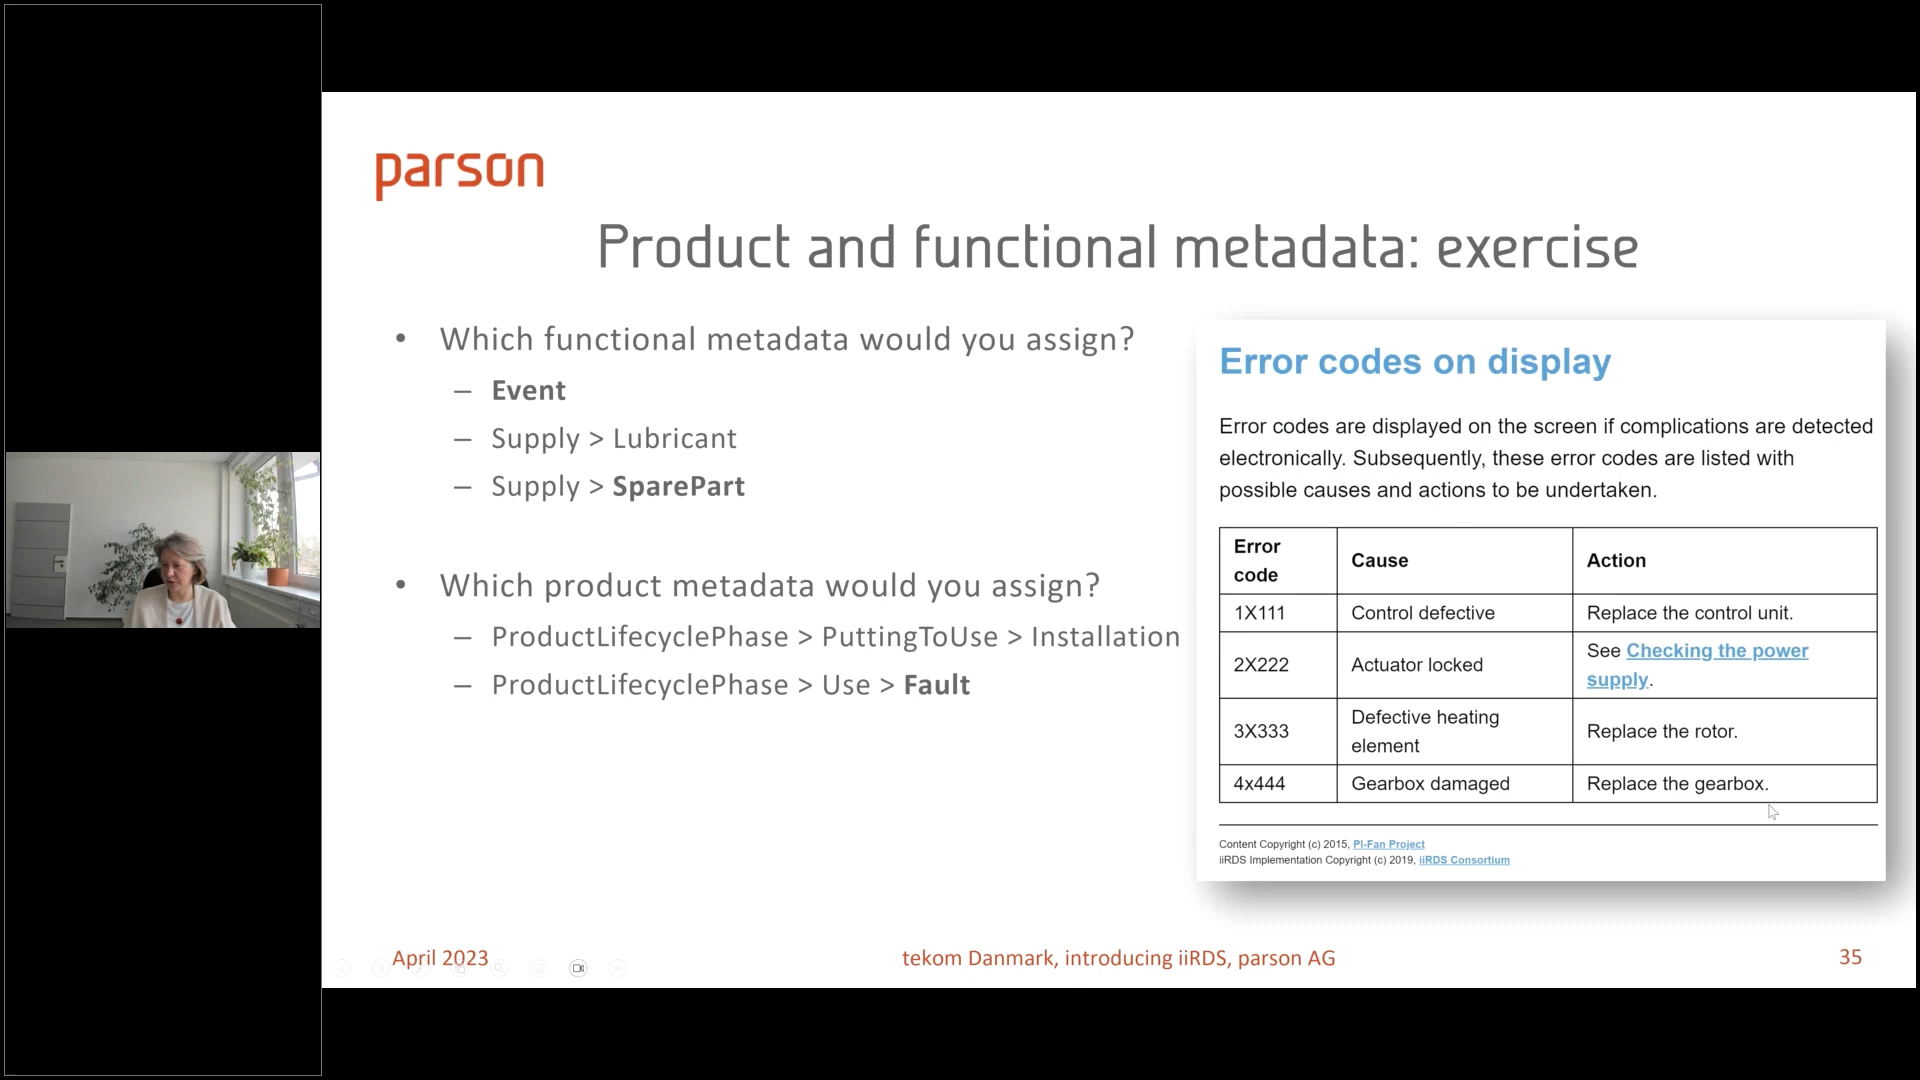 parson
Product and functional metadata: exercise
• Which functional metadata would you assign?
– Event
– Supply > Lubricant
– Supply > SparePart
• Which product metadata would you assign?
– ProductLifecyclePhase > PuttingToUse > Installation
– ProductLifecyclePhase > Use > Fault
Error codes on display
Error codes are displayed on the screen if complications are detected
electronically. Subsequently, these error codes are listed with
possible causes and actions to be undertaken.
Error
code
Cause
Action
1X111
Control defective
Replace the control unit.
2X222
Actuator locked
See Checking the power
supply.
3X333
Defective heating
element
Replace the rotor.
4x444
Gearbox damaged
Replace the gearbox.
Content Copyright (c) 2015, PI-Fan Project
iiRDS Implementation Copyright (c) 2019, iiRDS Consortium
April 2023
tekom Danmark, introducing iiRDS, parson AG
35